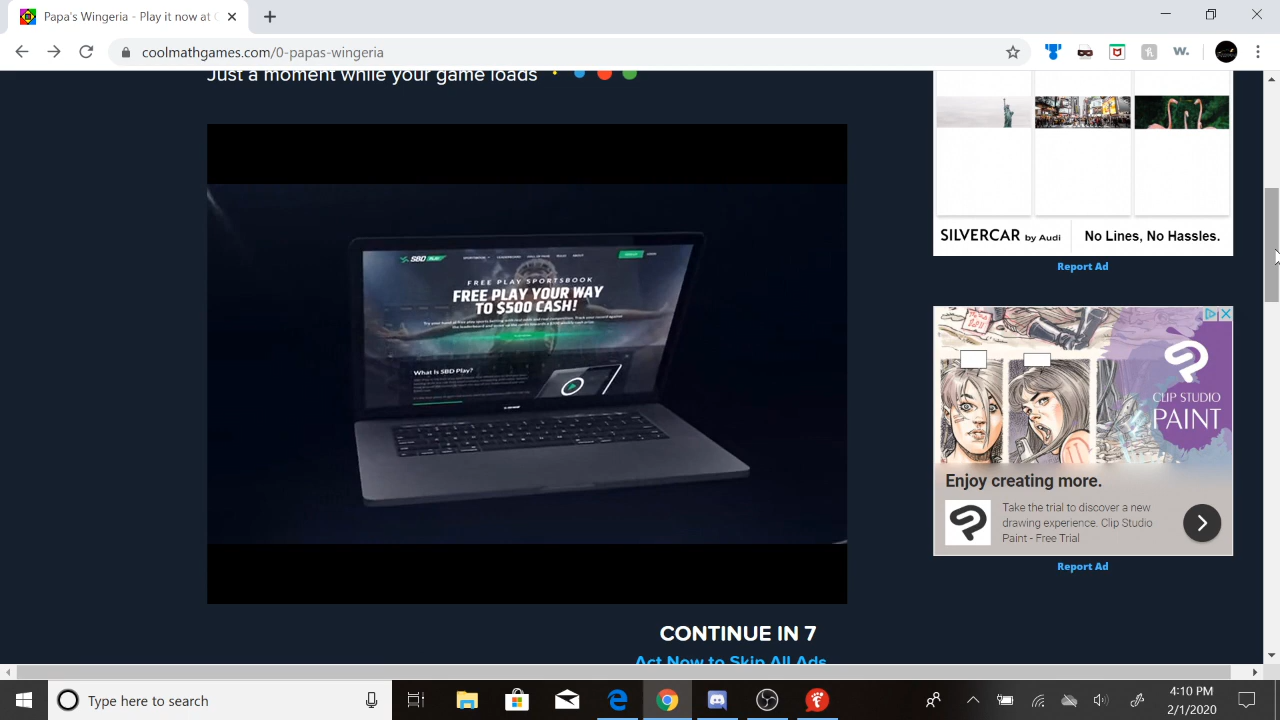 Papa's Wingeria - Play it now at C
coolmathgames.com/0-papas-wingeria
W.
Just a moment while your game loads
SBD PLAY
FREE PLAY SPORTSBOOK
FREE PLAY YOUR WAY
TO $500 CASH!
What Is SBD Play?
SILVERCAR by Audi
No Lines, No Hassles.
Report Ad
CLIP STUDIO
PAINT
Enjoy creating more.
Take the trial to discover a new
drawing experience. Clip Studio
Paint - Free Trial
Report Ad
CONTINUE IN 7
Act Now to Skip All Ads
Type here to search
4:10 PM
2/1/2020